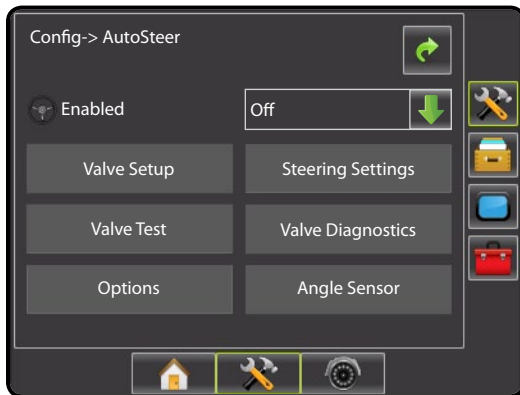 Config-> AutoSteer
Enabled
Off
Valve Setup
Steering Settings
Valve Test
Valve Diagnostics
Options
Angle Sensor